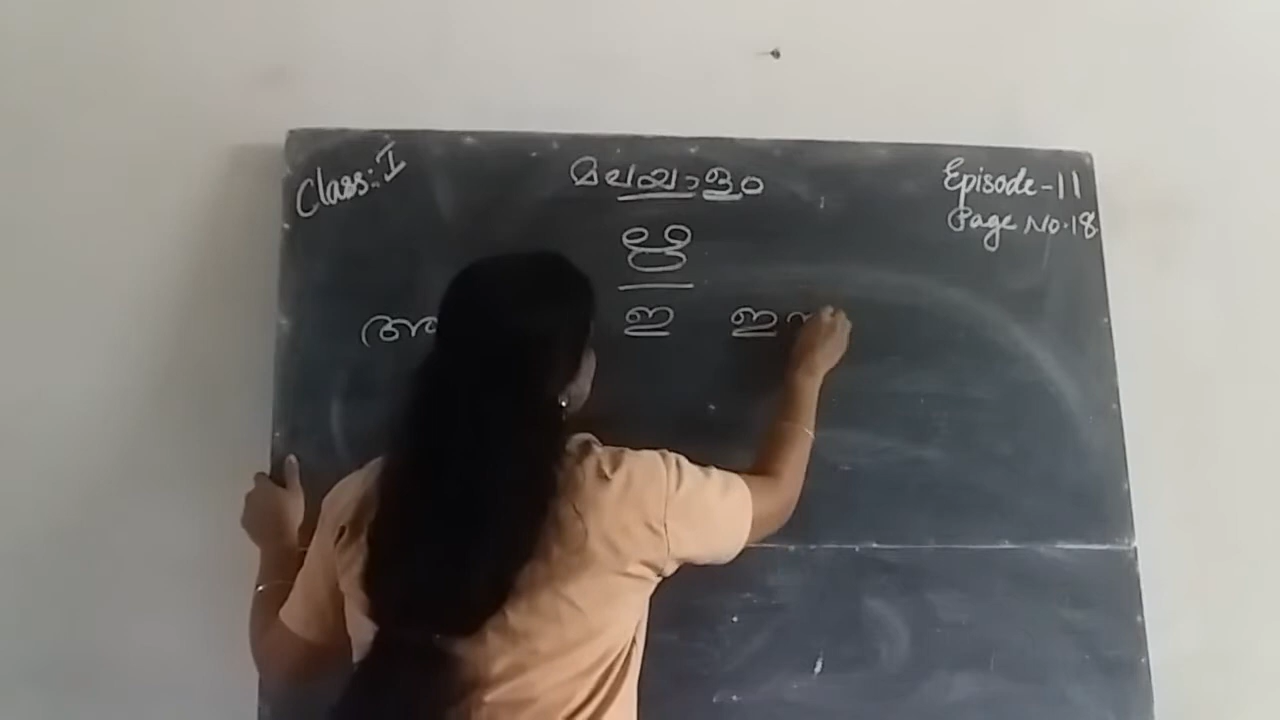 Class: I
മലയാളം
Episode-11
Page No.18
ള്ള
അ ഇ ഇ